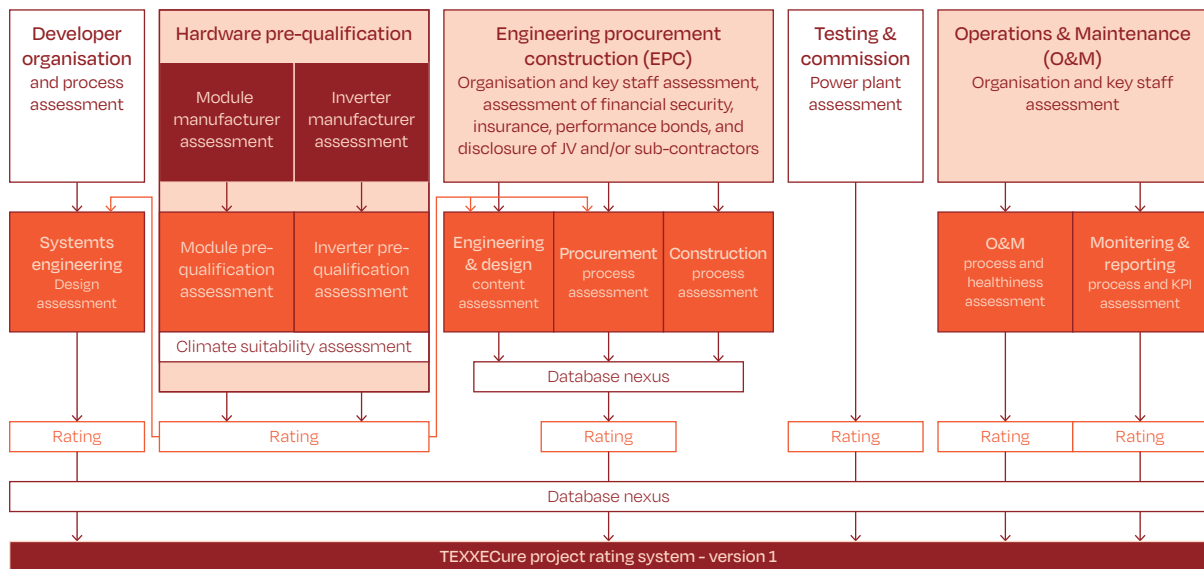 Developer
organisation
and process
assessment
Hardware pre-qualification
Module
manufacturer
assessment
Inverter
manufacturer
assessment
Engineering procurement
construction (EPC)
Organisation and key staff assessment,
assessment of financial security,
insurance, performance bonds, and
disclosure of JV and/or sub-contractors
Testing &
commission
Power plant
assessment
Operations & Maintenance
(O&M)
Organisation and key staff
assessment
Systemts
engineering
Design
assessment
Module pre-
qualification
assessment
Inverter pre-
qualification
assessment
Climate suitability assessment
Engineering
& design
content
assessment
Procurement
process
assessment
Construction
process
assessment
O&M
process and
healthiness
assessment
Monitering &
reporting
process and KPI
assessment
Database nexus
Rating
Rating
Rating
Rating
Rating
Rating
Database nexus
TEXXECure project rating system - version 1